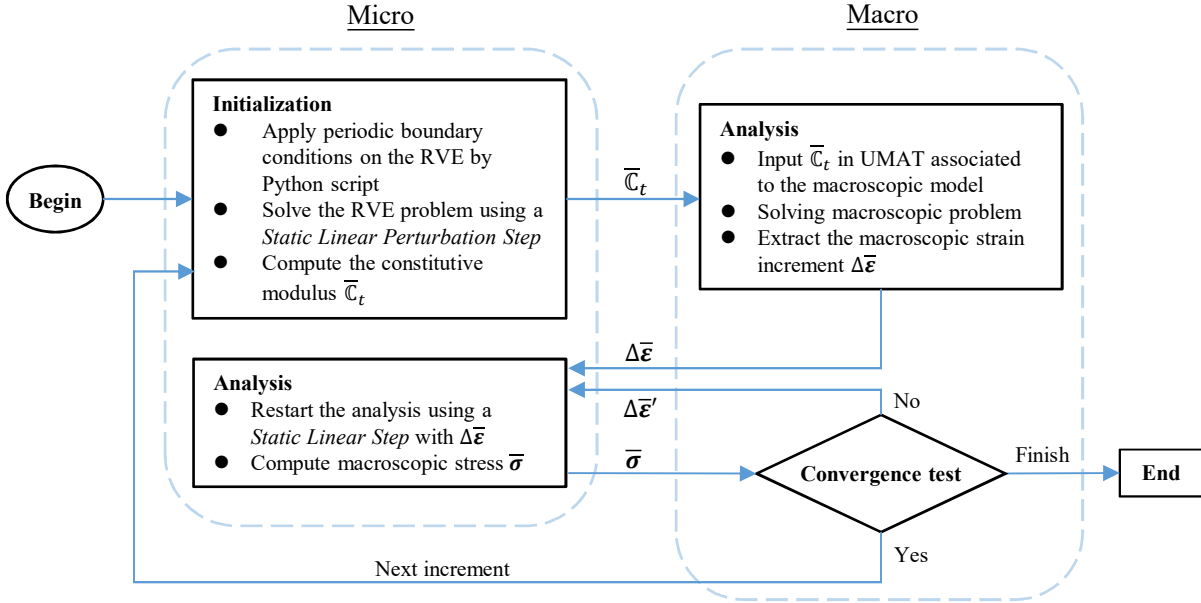 Micro
Macro
Begin
Initialization
● Apply periodic boundary
conditions on the RVE by
Python script
● Solve the RVE problem using a
Static Linear Perturbation Step
● Compute the constitutive
modulus ℂ̅ₜ
ℂ̅ₜ
Analysis
● Input ℂ̅ₜ in UMAT associated
to the macroscopic model
● Solving macroscopic problem
● Extract the macroscopic strain
increment Δε̅
Δε̅
Δε̅′
Analysis
● Restart the analysis using a
Static Linear Step with Δε̅
● Compute macroscopic stress σ̅
σ̅
No
Convergence test
Finish
End
Yes
Next increment